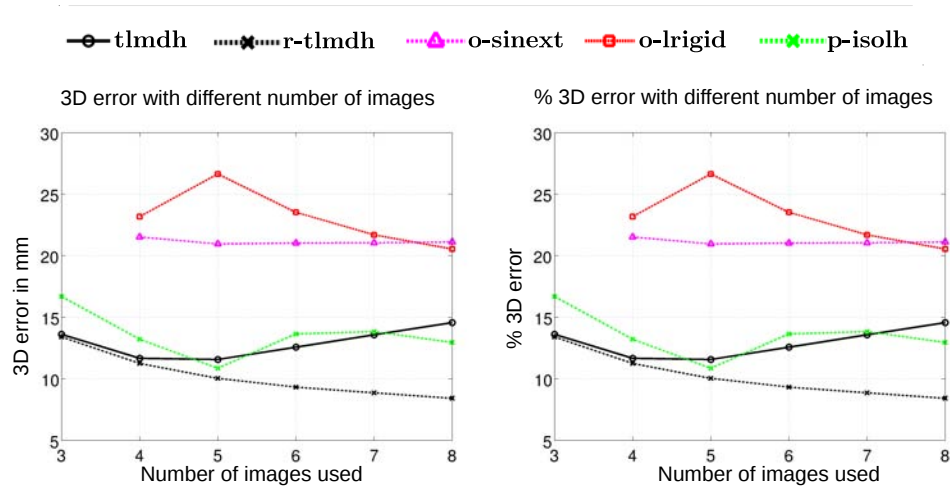 tlmdh r-tlmdh o-sinext o-lrigid p-isolh
3D error with different number of images
30
25
20
15
10
5
3 4 5 6 7 8
3D error in mm
Number of images used
% 3D error with different number of images
30
25
20
15
10
5
3 4 5 6 7 8
% 3D error
Number of images used